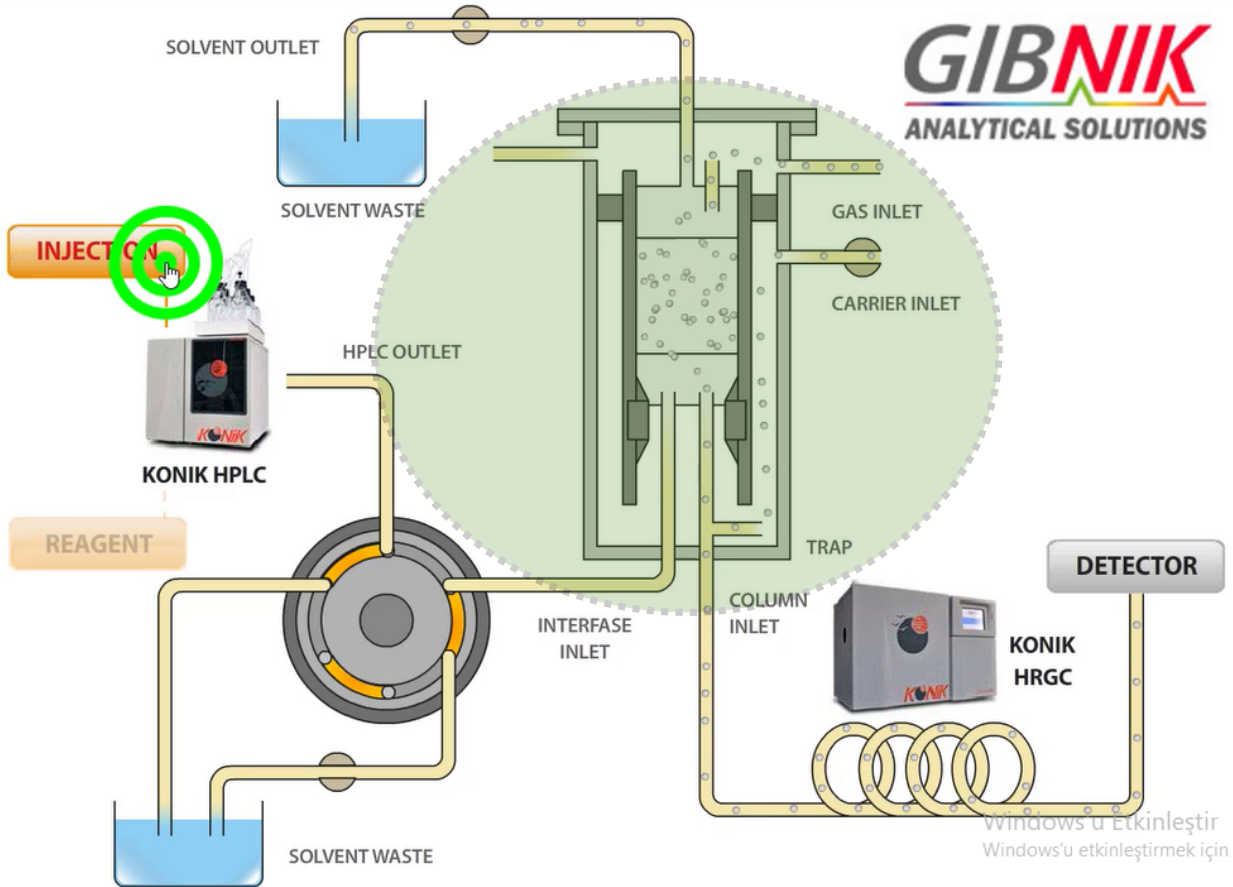 SOLVENT OUTLET
GIBNIK
ANALYTICAL SOLUTIONS
SOLVENT WASTE
GAS INLET
INJECTION
CARRIER INLET
HPLC OUTLET
KONIK
KONIK HPLC
REAGENT
TRAP
DETECTOR
COLUMN
INLET
INTERFASE
INLET
KONIK
HRGC
KONIK
Windows'u Etkinleştir
Windows'u etkinleştirmek için
SOLVENT WASTE